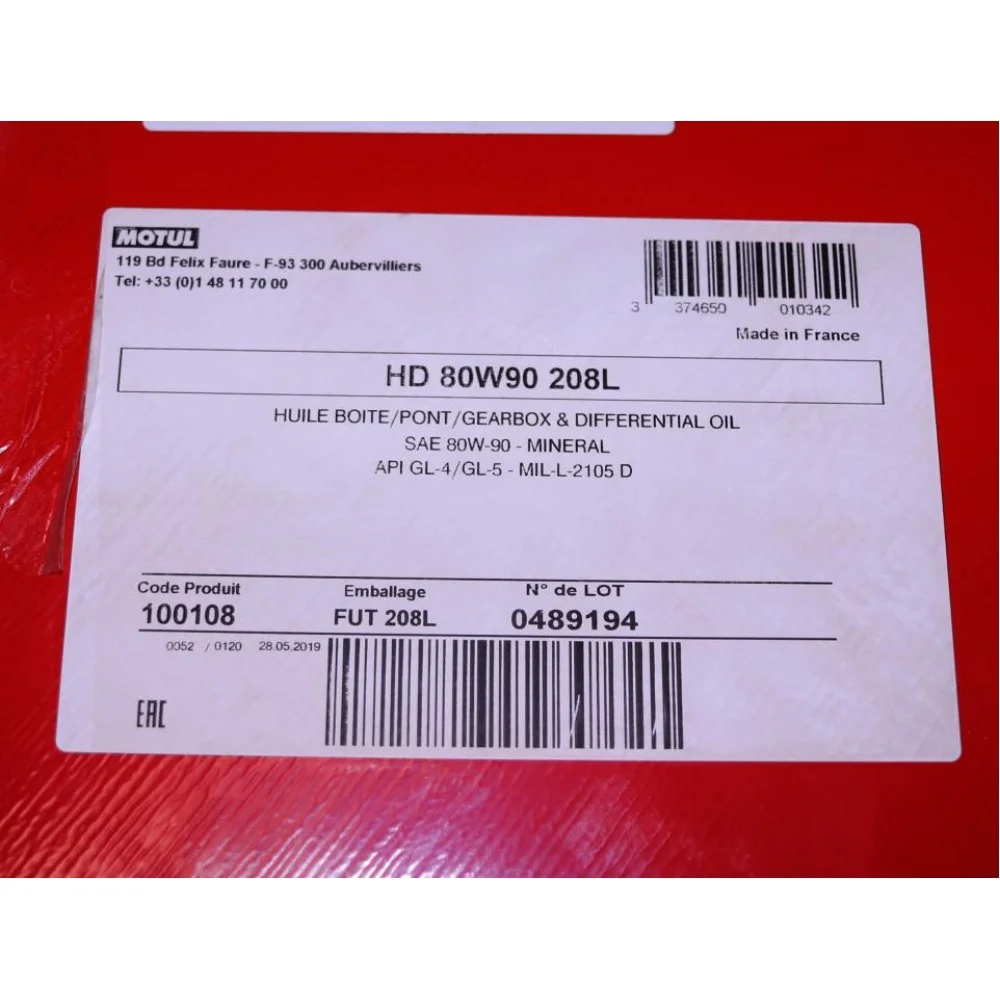 MOTUL
119 Bd Felix Faure - F-93 300 Aubervilliers
Tel: +33 (0)1 48 11 70 00
3 374650 010342
Made in France
HD 80W90 208L
HUILE BOITE/PONT/GEARBOX & DIFFERENTIAL OIL
SAE 80W-90 - MINERAL
API GL-4/GL-5 - MIL-L-2105 D
Code Produit Emballage N° de LOT
100108 FUT 208L 0489194
0052 / 0120 28.05.2019
EAC